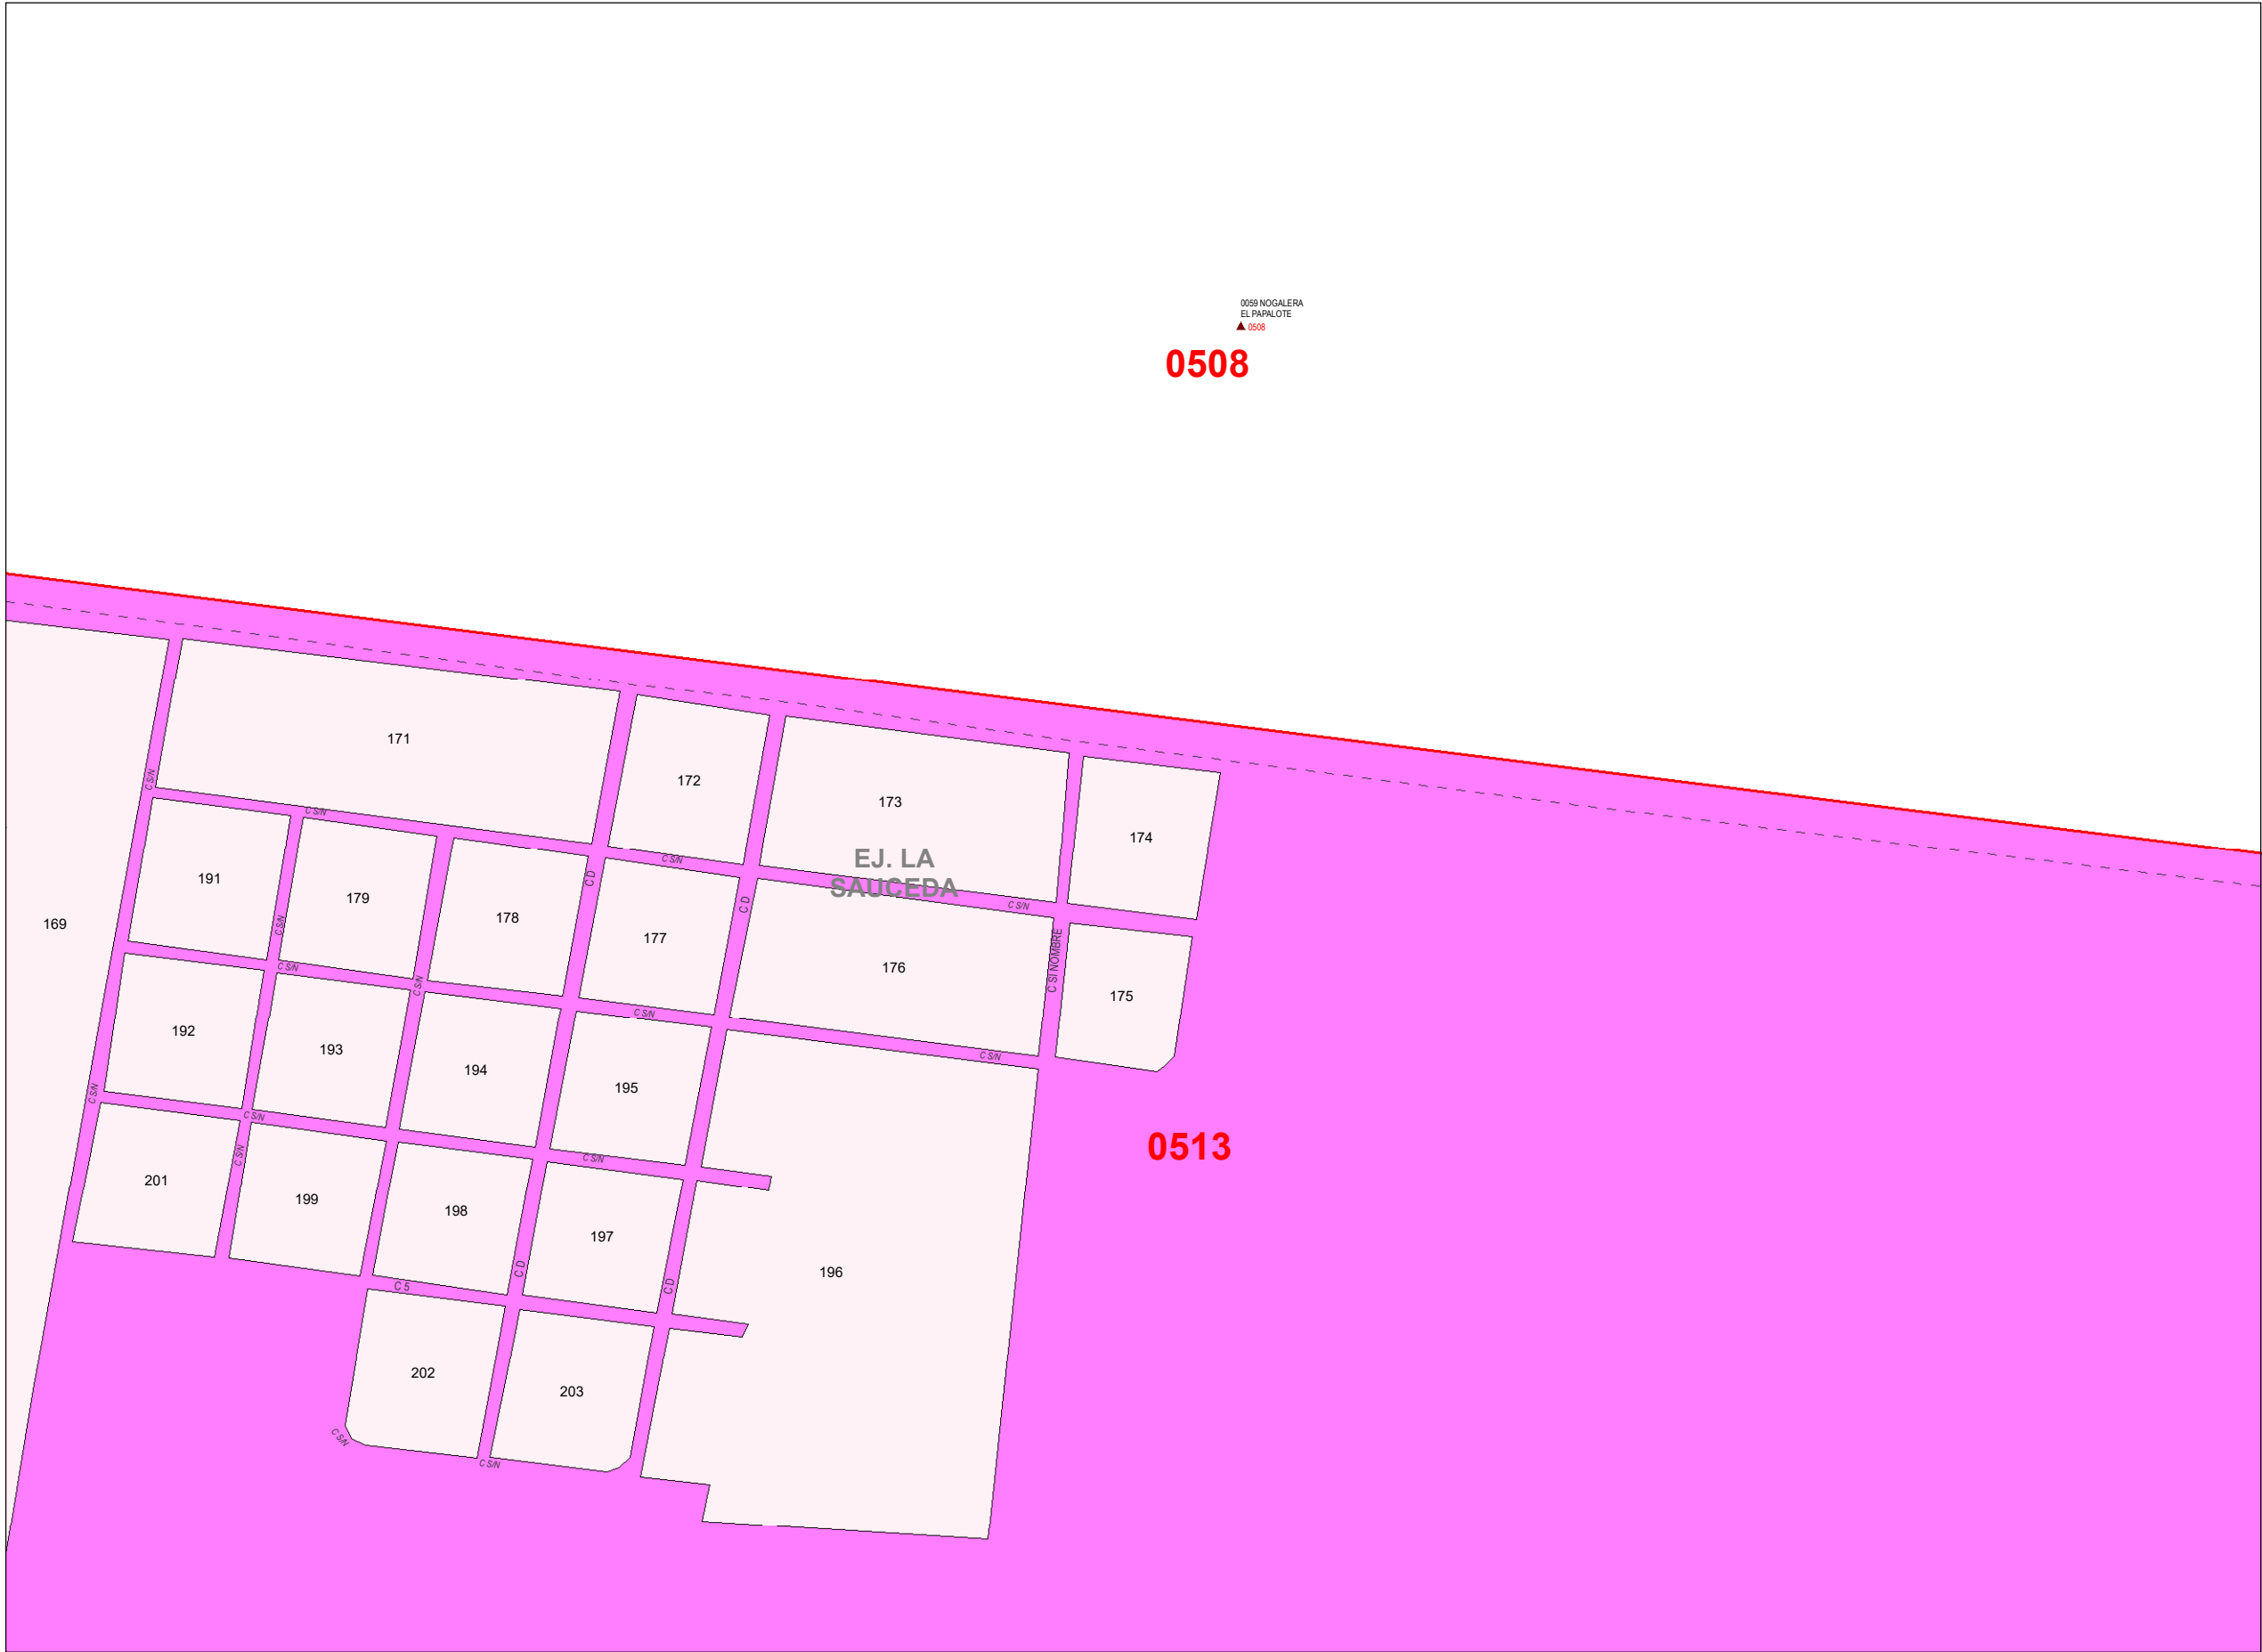 0059 NOGALERA
EL PAPALOTE
0508
0508
171
172
173
174
C S/N
C S/N
C S/N
EJ. LA
SAUCEDA
191
179
178
C D
177
C D
C S/N
169
C S/N
176
C SI NOMBRE
175
C S/N
C S/N
C S/N
C S/N
192
193
194
195
C S/N
C S/N
0513
C S/N
C S/N
201
199
198
197
196
C D
C D
C 5
202
203
C S/N
C S/N